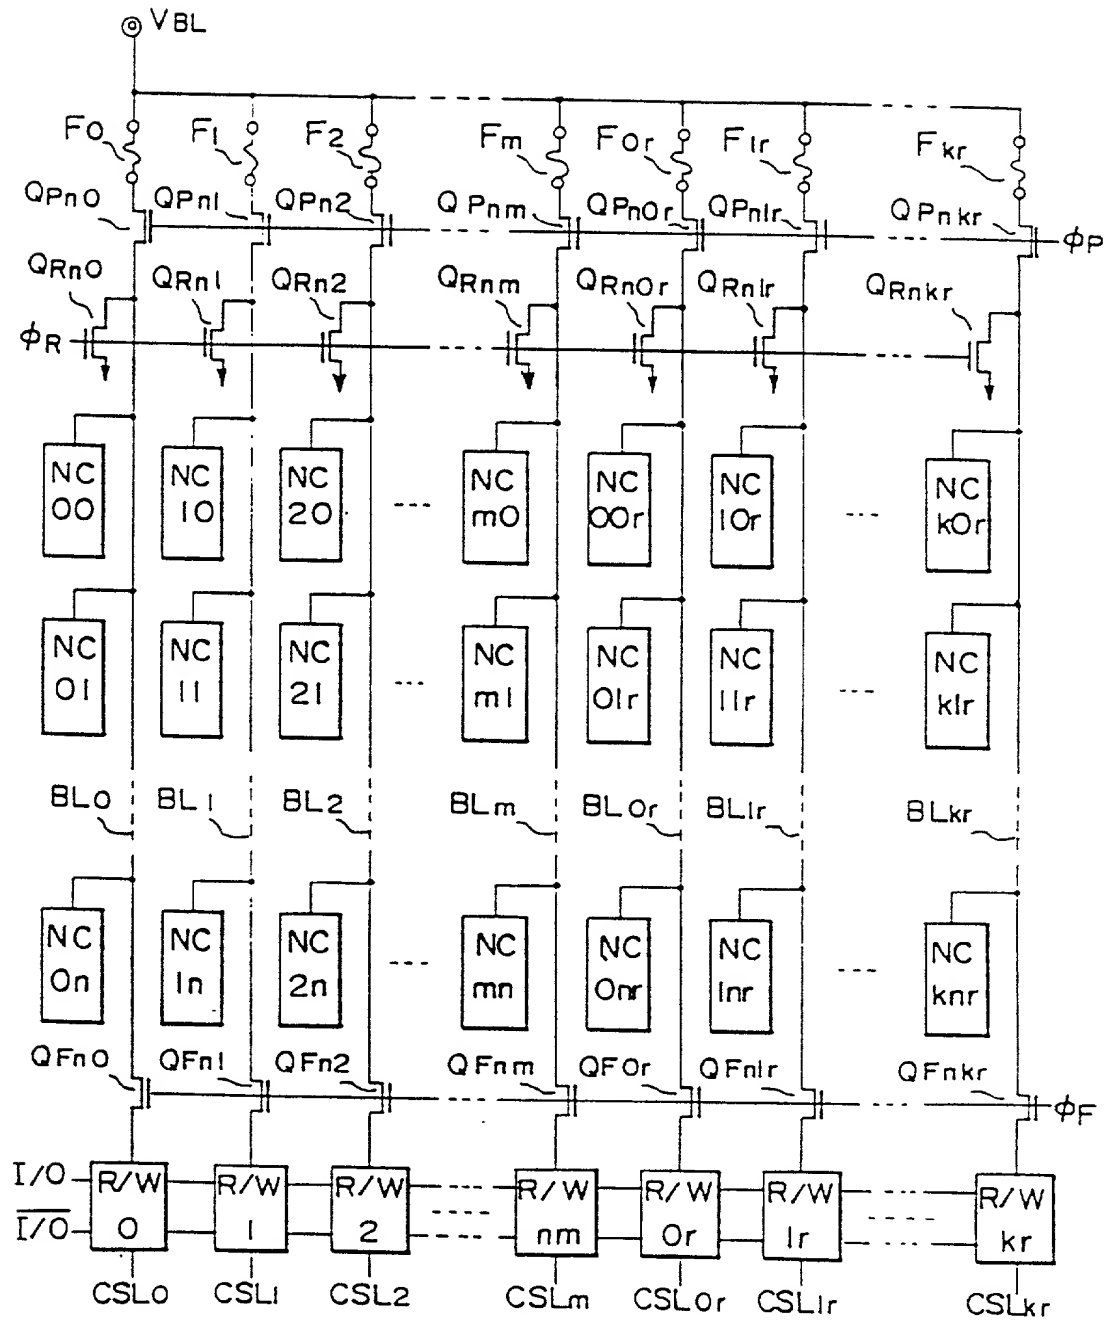 VBL
F0 F1 F2 Fm F0r F1r Fkr
QPn0 QPn1 QPn2 QPnm QPn0r QPn1r QPnkr
φP
QRn0 QRn1 QRn2 QRnm QRn0r QRn1r QRnkr
φR
NC NC NC NC NC NC NC
00 10 20 m0 00r 10r k0r
NC NC NC NC NC NC NC
01 11 21 m1 01r 11r k1r
BL0 BL1 BL2 BLm BL0r BL1r BLkr
NC NC NC NC NC NC NC
0n 1n 2n mn 0nr 1nr knr
QFn0 QFn1 QFn2 QFnm QF0r QFn1r QFnkr
φF
I/O R/W R/W R/W R/W R/W R/W R/W
I/O 0 1 2 nm 0r 1r kr
CSL0 CSL1 CSL2 CSLm CSL0r CSL1r CSLkr